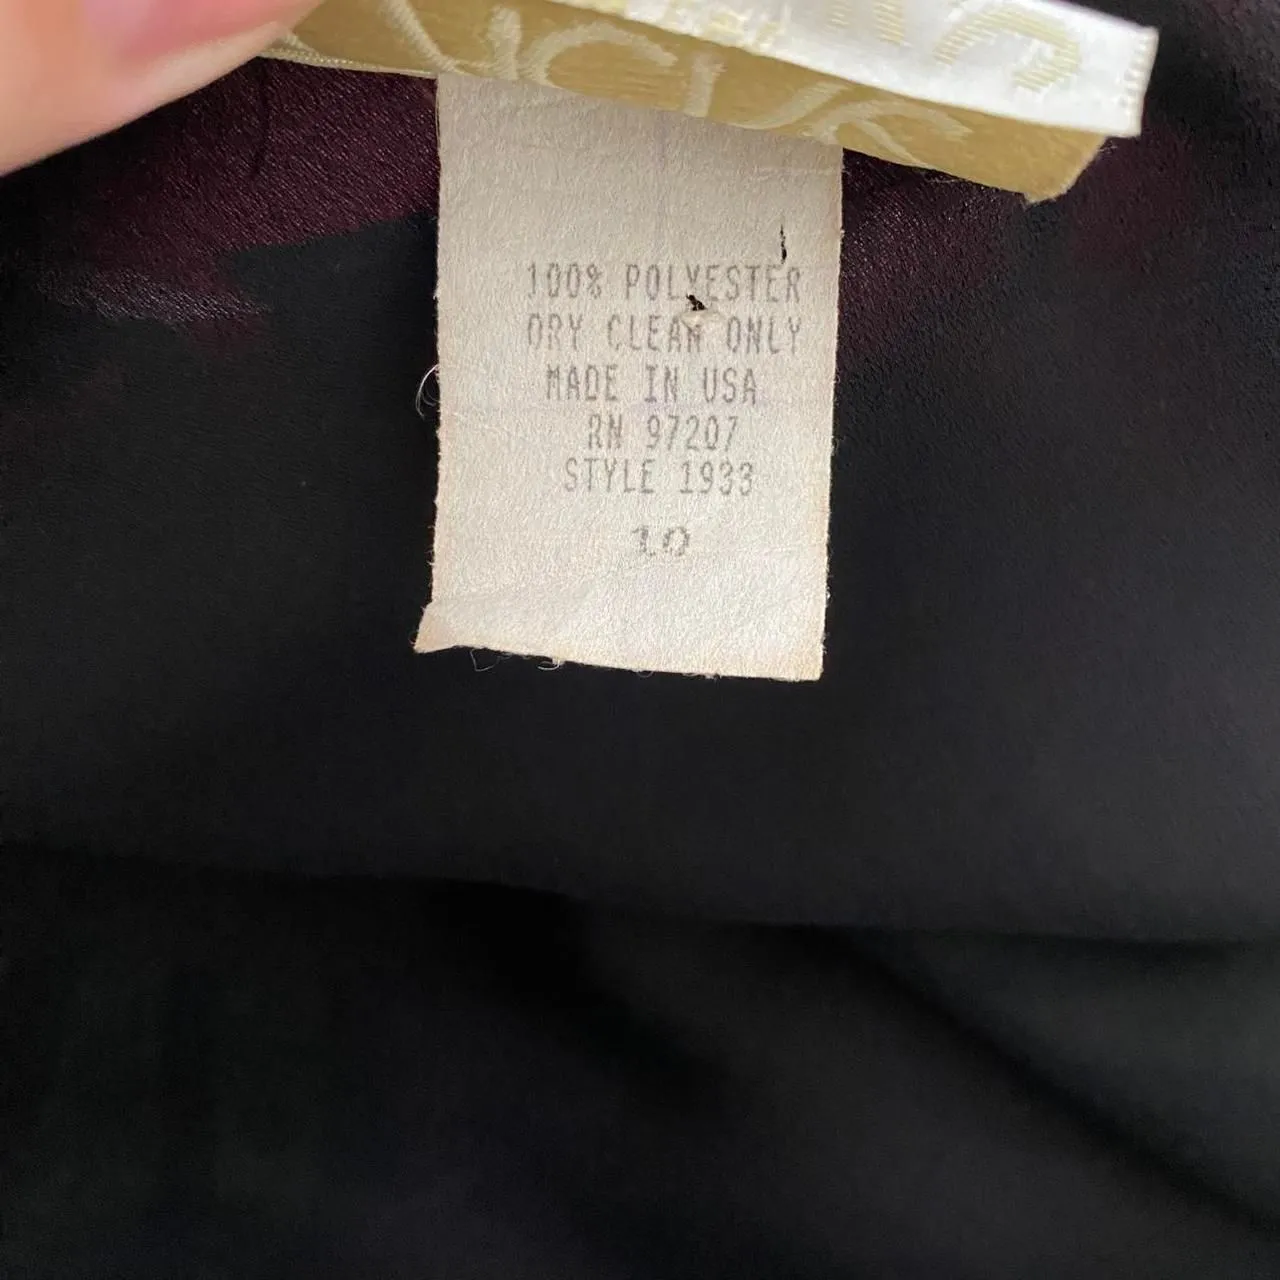 100% POLYESTER
DRY CLEAN ONLY
MADE IN USA
RN 97207
STYLE 1933
10